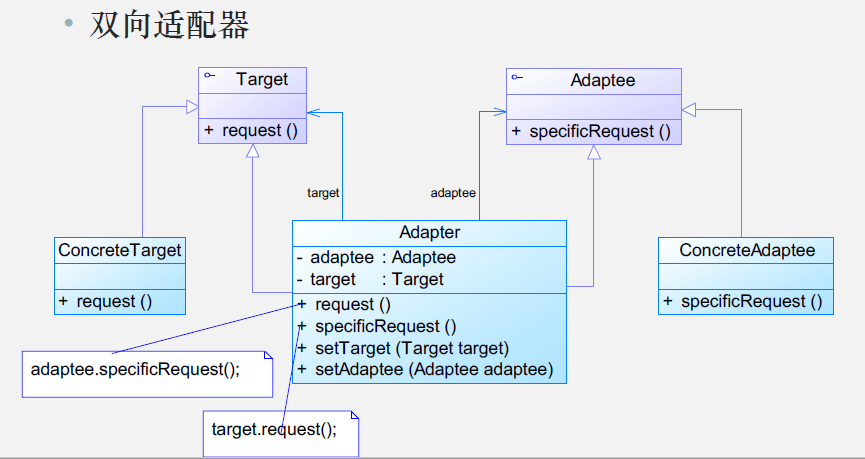 • 双向适配器
Target
+ request ()
Adaptee
+ specificRequest ()
target
adaptee
ConcreteTarget
+ request ()
Adapter
- adaptee : Adaptee
- target : Target
+ request ()
+ specificRequest ()
+ setTarget (Target target)
+ setAdaptee (Adaptee adaptee)
ConcreteAdaptee
+ specificRequest ()
adaptee.specificRequest();
target.request();